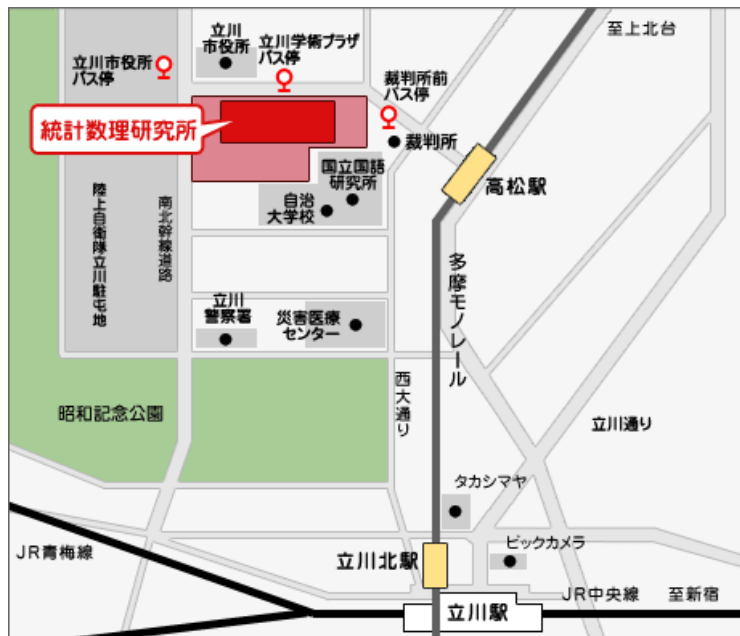 至上北台
立川
市役所
立川学術プラザ
バス停
立川市役所
バス停
裁判所前
バス停
統計数理研究所
裁判所
国立国語
研究所
高松駅
自治
大学校
陸上自衛隊立川駐屯地
南北幹線道路
多摩モノレール
立川
警察署
災害医療
センター
西大通り
昭和記念公園
立川通り
タカシマヤ
JR青梅線
立川北駅
ビックカメラ
JR中央線
至新宿
立川駅